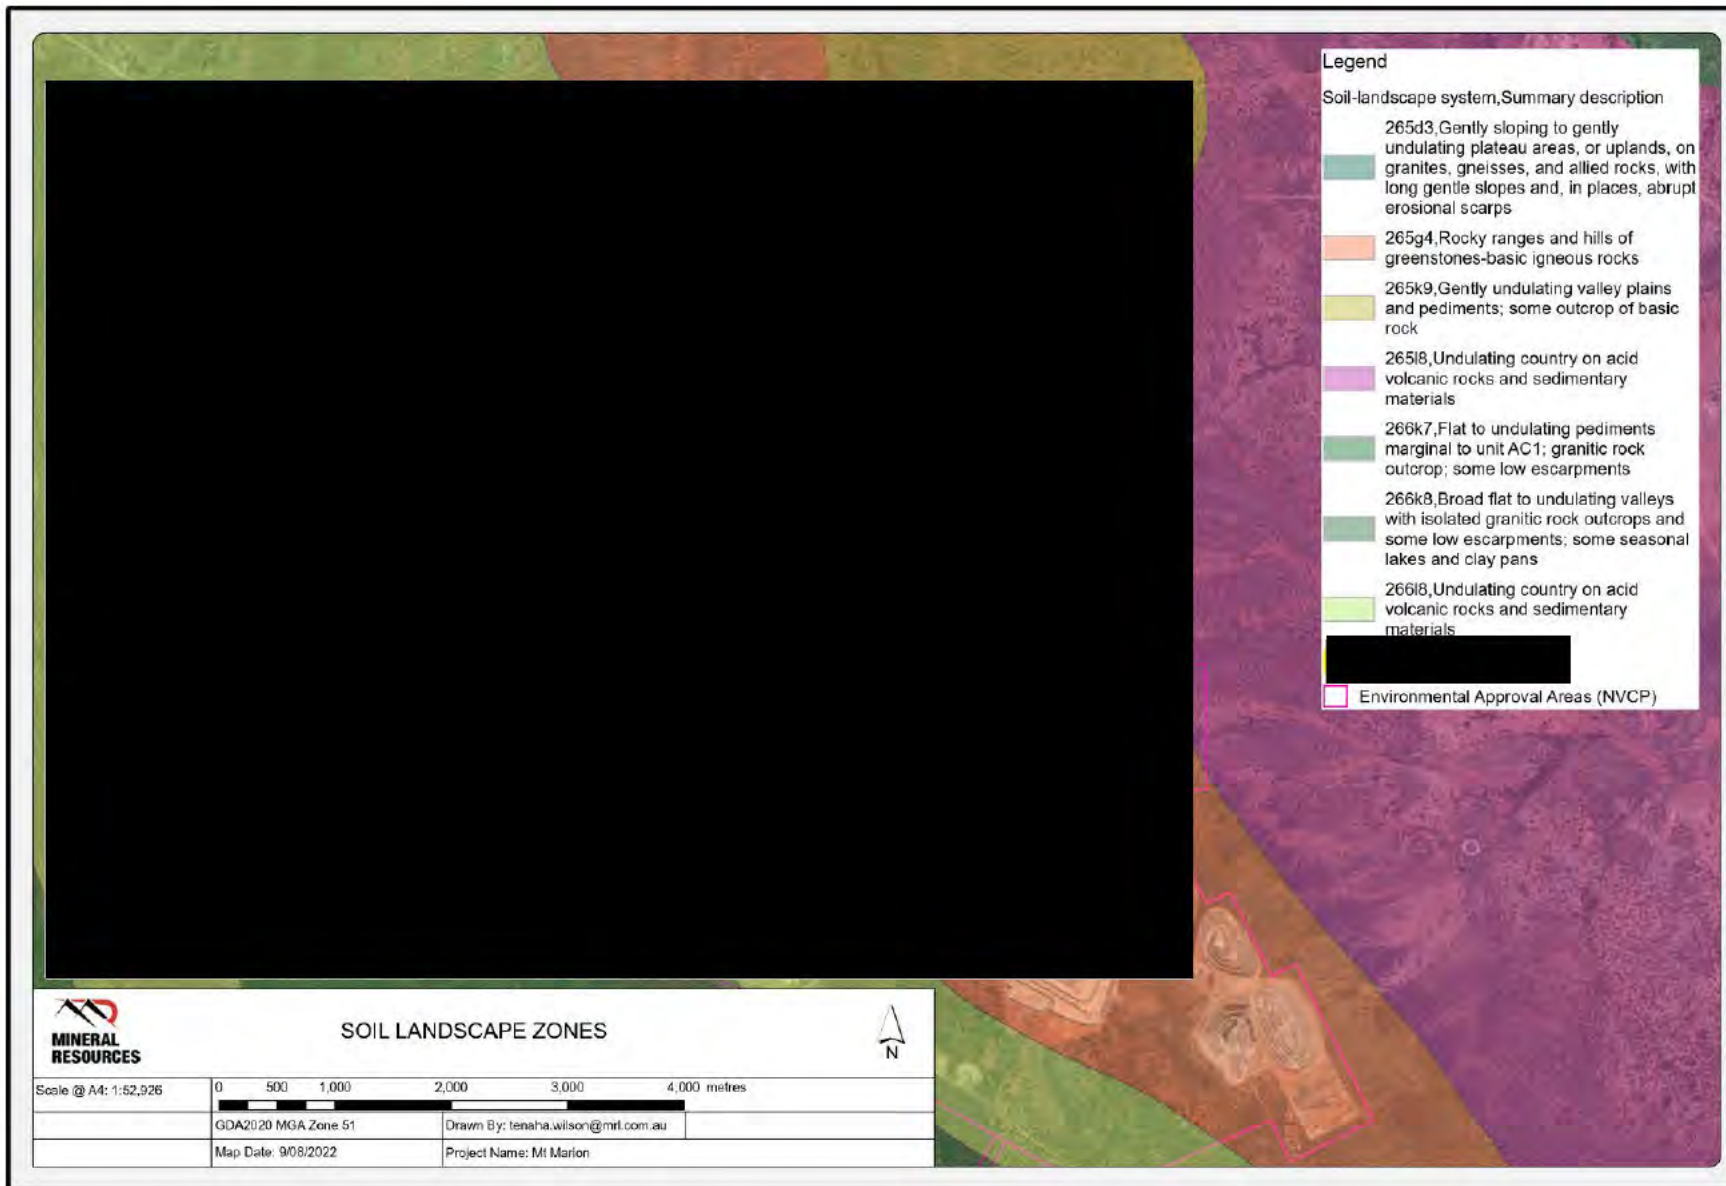 Legend
Soil-landscape system,Summary description
265d3,Gently sloping to gently
undulating plateau areas, or uplands, on
granites, gneisses, and allied rocks, with
long gentle slopes and, in places, abrupt
erosional scarps
265g4,Rocky ranges and hills of
greenstones-basic igneous rocks
265k9,Gently undulating valley plains
and pediments; some outcrop of basic
rock
265l8,Undulating country on acid
volcanic rocks and sedimentary
materials
266k7,Flat to undulating pediments
marginal to unit AC1; granitic rock
outcrop; some low escarpments
266k8,Broad flat to undulating valleys
with isolated granitic rock outcrops and
some low escarpments; some seasonal
lakes and clay pans
266l8,Undulating country on acid
volcanic rocks and sedimentary
materials
Environmental Approval Areas (NVCP)
MINERAL
RESOURCES
SOIL LANDSCAPE ZONES
N
Scale @ A4: 1:52,926
0 500 1,000 2,000 3,000 4,000 metres
GDA2020 MGA Zone 51
Drawn By: tenaha.wilson@mrl.com.au
Map Date: 9/08/2022
Project Name: Mt Marion